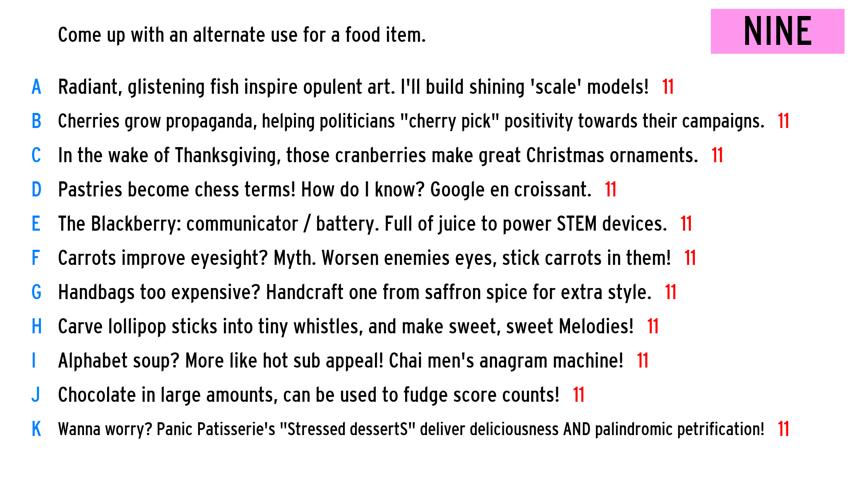 Come up with an alternate use for a food item.
NINE
A Radiant, glistening fish inspire opulent art. I'll build shining 'scale' models! 11
B Cherries grow propaganda, helping politicians "cherry pick" positivity towards their campaigns. 11
C In the wake of Thanksgiving, those cranberries make great Christmas ornaments. 11
D Pastries become chess terms! How do I know? Google en croissant. 11
E The Blackberry: communicator / battery. Full of juice to power STEM devices. 11
F Carrots improve eyesight? Myth. Worsen enemies eyes, stick carrots in them! 11
G Handbags too expensive? Handcraft one from saffron spice for extra style. 11
H Carve lollipop sticks into tiny whistles, and make sweet, sweet Melodies! 11
I Alphabet soup? More like hot sub appeal! Chai men's anagram machine! 11
J Chocolate in large amounts, can be used to fudge score counts! 11
K Wanna worry? Panic Patisserie's "Stressed dessertS" deliver deliciousness AND palindromic petrification! 11